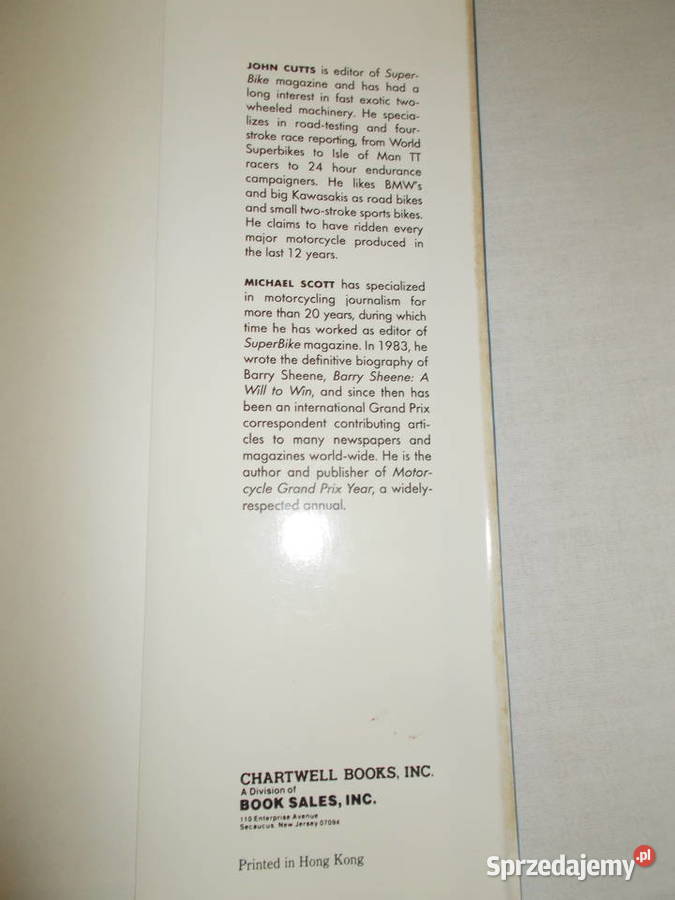 JOHN CUTTS is editor of Super-
Bike magazine and has had a
long interest in fast exotic two-
wheeled machinery. He specia-
lizes in road-testing and four-
stroke race reporting, from World
Superbikes to Isle of Man TT
racers to 24 hour endurance
campaigners. He likes BMW's
and big Kawasakis as road bikes
and small two-stroke sports bikes.
He claims to have ridden every
major motorcycle produced in
the last 12 years.
MICHAEL SCOTT has specialized
in motorcycling journalism for
more than 20 years, during which
time he has worked as editor of
SuperBike magazine. In 1983, he
wrote the definitive biography of
Barry Sheene, Barry Sheene: A
Will to Win, and since then has
been an international Grand Prix
correspondent contributing arti-
cles to many newspapers and
magazines world-wide. He is the
author and publisher of Motor-
cycle Grand Prix Year, a widely-
respected annual.
CHARTWELL BOOKS, INC.
A Division of
BOOK SALES, INC.
110 Enterprise Avenue
Secaucus, New Jersey 07094
Printed in Hong Kong
Sprzedajemy.pl